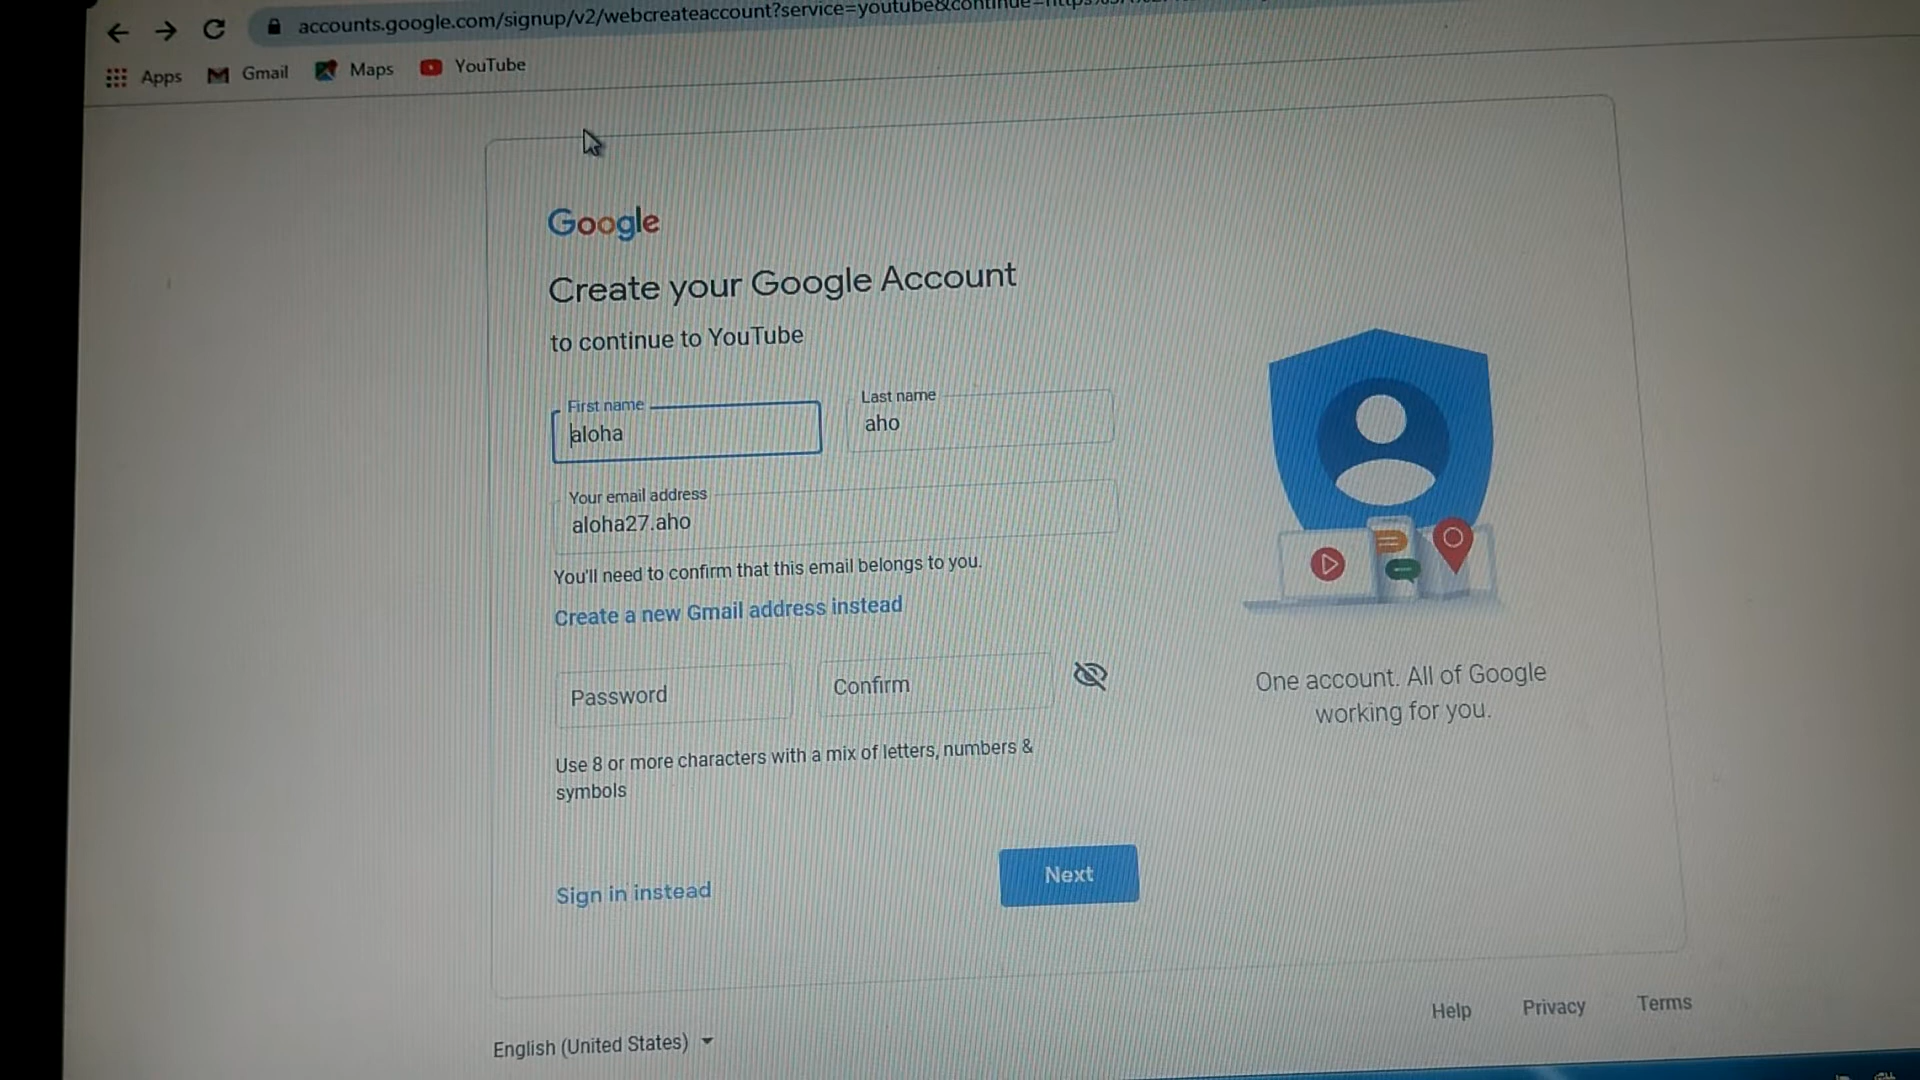 accounts.google.com/signup/v2/webcreateaccount?service=youtube&continue=https
Apps Gmail Maps YouTube
Google
Create your Google Account
to continue to YouTube
First name
aloha
Last name
aho
Your email address
aloha27.aho
You'll need to confirm that this email belongs to you.
Create a new Gmail address instead
Password
Confirm
Use 8 or more characters with a mix of letters, numbers &
symbols
Sign in instead
Next
One account. All of Google
working for you.
English (United States)
Help Privacy Terms